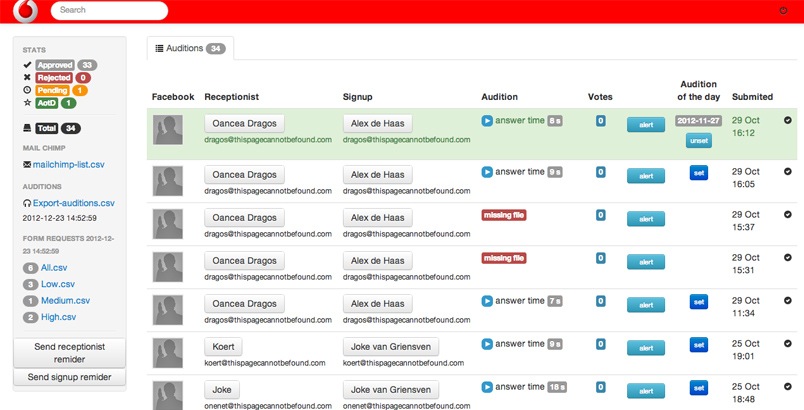 Search
STATS
Approved 33
Rejected 0
Pending 1
AotD 1
Total 34
MAIL CHIMP
mailchimp-list.csv
AUDITIONS
Export-auditions.csv
2012-12-23 14:52:59
FORM REQUESTS 2012-12-
23 14:52:59
6 All.csv
3 Low.csv
1 Medium.csv
2 High.csv
Send receptionist
remider
Send signup remider
Auditions 34
Facebook Receptionist Signup Audition Votes Audition
of the day Submited
Oancea Dragos Alex de Haas answer time 8 s 0 alert 2012-11-27 29 Oct
dragos@thispagecannotbefound.com dragos@thispagecannotbefound.com unset 16:12
Oancea Dragos Alex de Haas answer time 9 s 0 alert set 29 Oct
dragos@thispagecannotbefound.com dragos@thispagecannotbefound.com 16:05
Oancea Dragos Alex de Haas missing file 0 alert 29 Oct
dragos@thispagecannotbefound.com dragos@thispagecannotbefound.com 15:37
Oancea Dragos Alex de Haas missing file 0 alert 29 Oct
dragos@thispagecannotbefound.com dragos@thispagecannotbefound.com 15:31
Oancea Dragos Alex de Haas answer time 7 s 0 alert set 29 Oct
dragos@thispagecannotbefound.com dragos@thispagecannotbefound.com 11:34
Koert Joke van Griensven answer time 9 s 0 alert set 25 Oct
koert@thispagecannotbefound.com koert@thispagecannotbefound.com 19:01
Joke Joke van Griensven answer time 18 s 0 alert set 25 Oct
onenet@thispagecannotbefound.com onenet@thispagecannotbefound.com 18:48